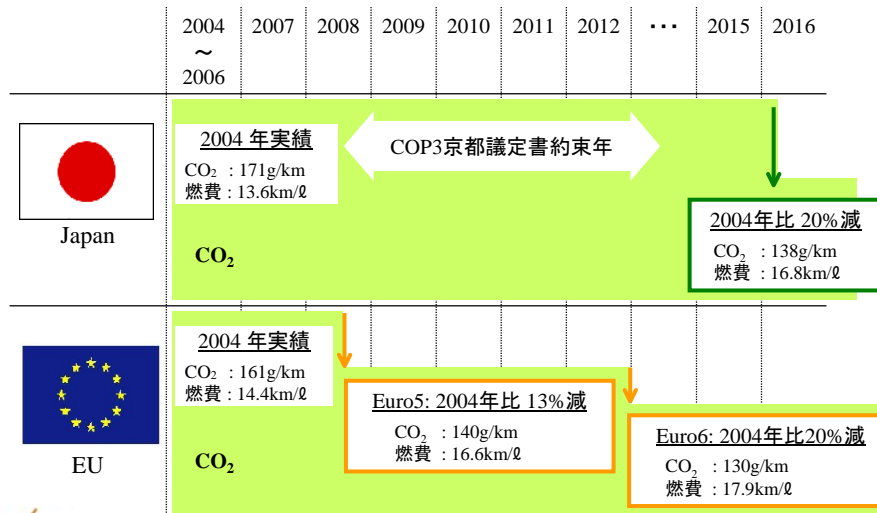 2004 ～ 2006 2007 2008 2009 2010 2011 2012 ･･･ 2015 2016
Japan
2004 年実績
CO₂ : 171g/km
燃費 : 13.6km/ℓ
COP3京都議定書約束年
CO₂
2004年比 20%減
CO₂ : 138g/km
燃費 : 16.8km/ℓ
EU
2004 年実績
CO₂ : 161g/km
燃費 : 14.4km/ℓ
CO₂
Euro5: 2004年比 13%減
CO₂ : 140g/km
燃費 : 16.6km/ℓ
Euro6: 2004年比20%減
CO₂ : 130g/km
燃費 : 17.9km/ℓ